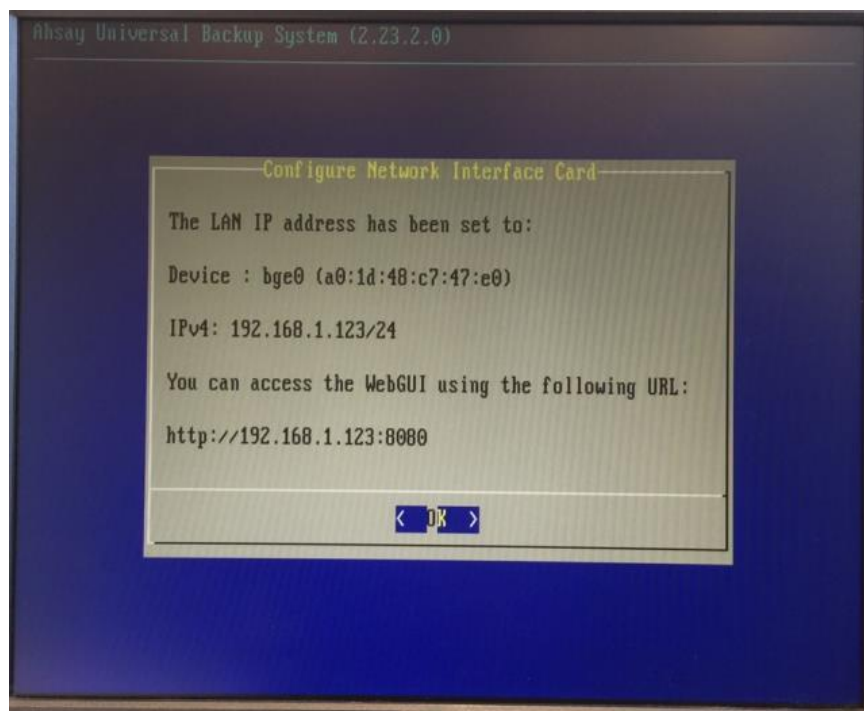 Ahsay Universal Backup System (2.23.2.0)
Configure Network Interface Card
The LAN IP address has been set to:
Device : bge0 (a0:1d:48:c7:47:e0)
IPv4: 192.168.1.123/24
You can access the WebGUI using the following URL:
http://192.168.1.123:8080
< OK >